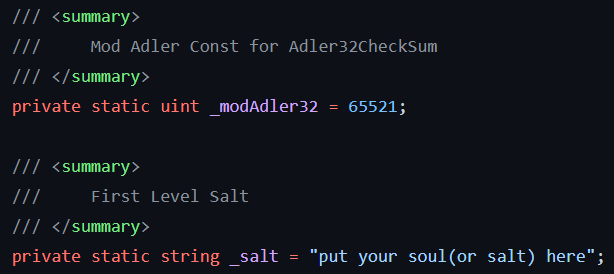 /// <summary>
///     Mod Adler Const for Adler32CheckSum
/// </summary>
private static uint _modAdler32 = 65521;
/// <summary>
///     First Level Salt
/// </summary>
private static string _salt = "put your soul(or salt) here";